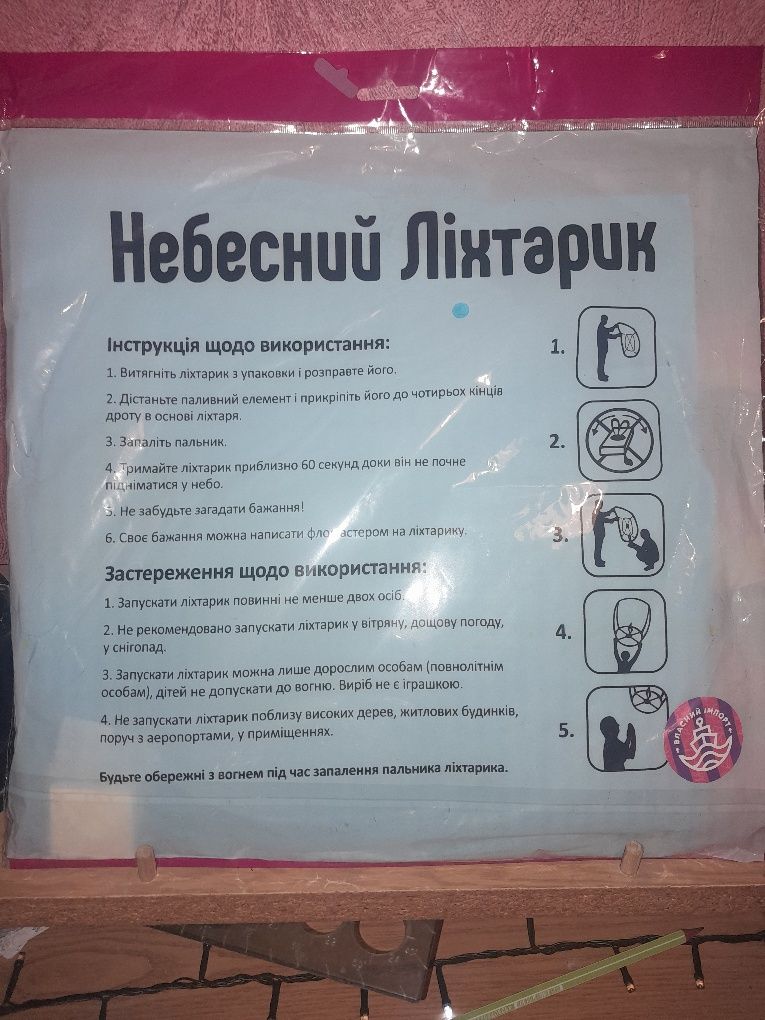 Небесний Ліхтарик
Інструкція щодо використання:
1. Витягніть ліхтарик з упаковки і розправте його.
2. Дістаньте паливний елемент і прикріпіть його до чотирьох кінців
дроту в основі ліхтаря.
3. Запаліть пальник.
4. Тримайте ліхтарик приблизно 60 секунд доки він не почне
підніматися у небо.
5. Не забудьте загадати бажання!
6. Своє бажання можна написати фломастером на ліхтарику.
Застереження щодо використання:
1. Запускати ліхтарик повинні не менше двох осіб.
2. Не рекомендовано запускати ліхтарик у вітряну, дощову погоду,
у снігопад.
3. Запускати ліхтарик можна лише дорослим особам (повнолітнім
особам), дітей не допускати до вогню. Виріб не є іграшкою.
4. Не запускати ліхтарик поблизу високих дерев, житлових будинків,
поруч з аеропортами, у приміщеннях.
Будьте обережні з вогнем під час запалення пальника ліхтарика.
1.
2.
3.
4.
5.
ВЛАСНИЙ ІМПОРТ